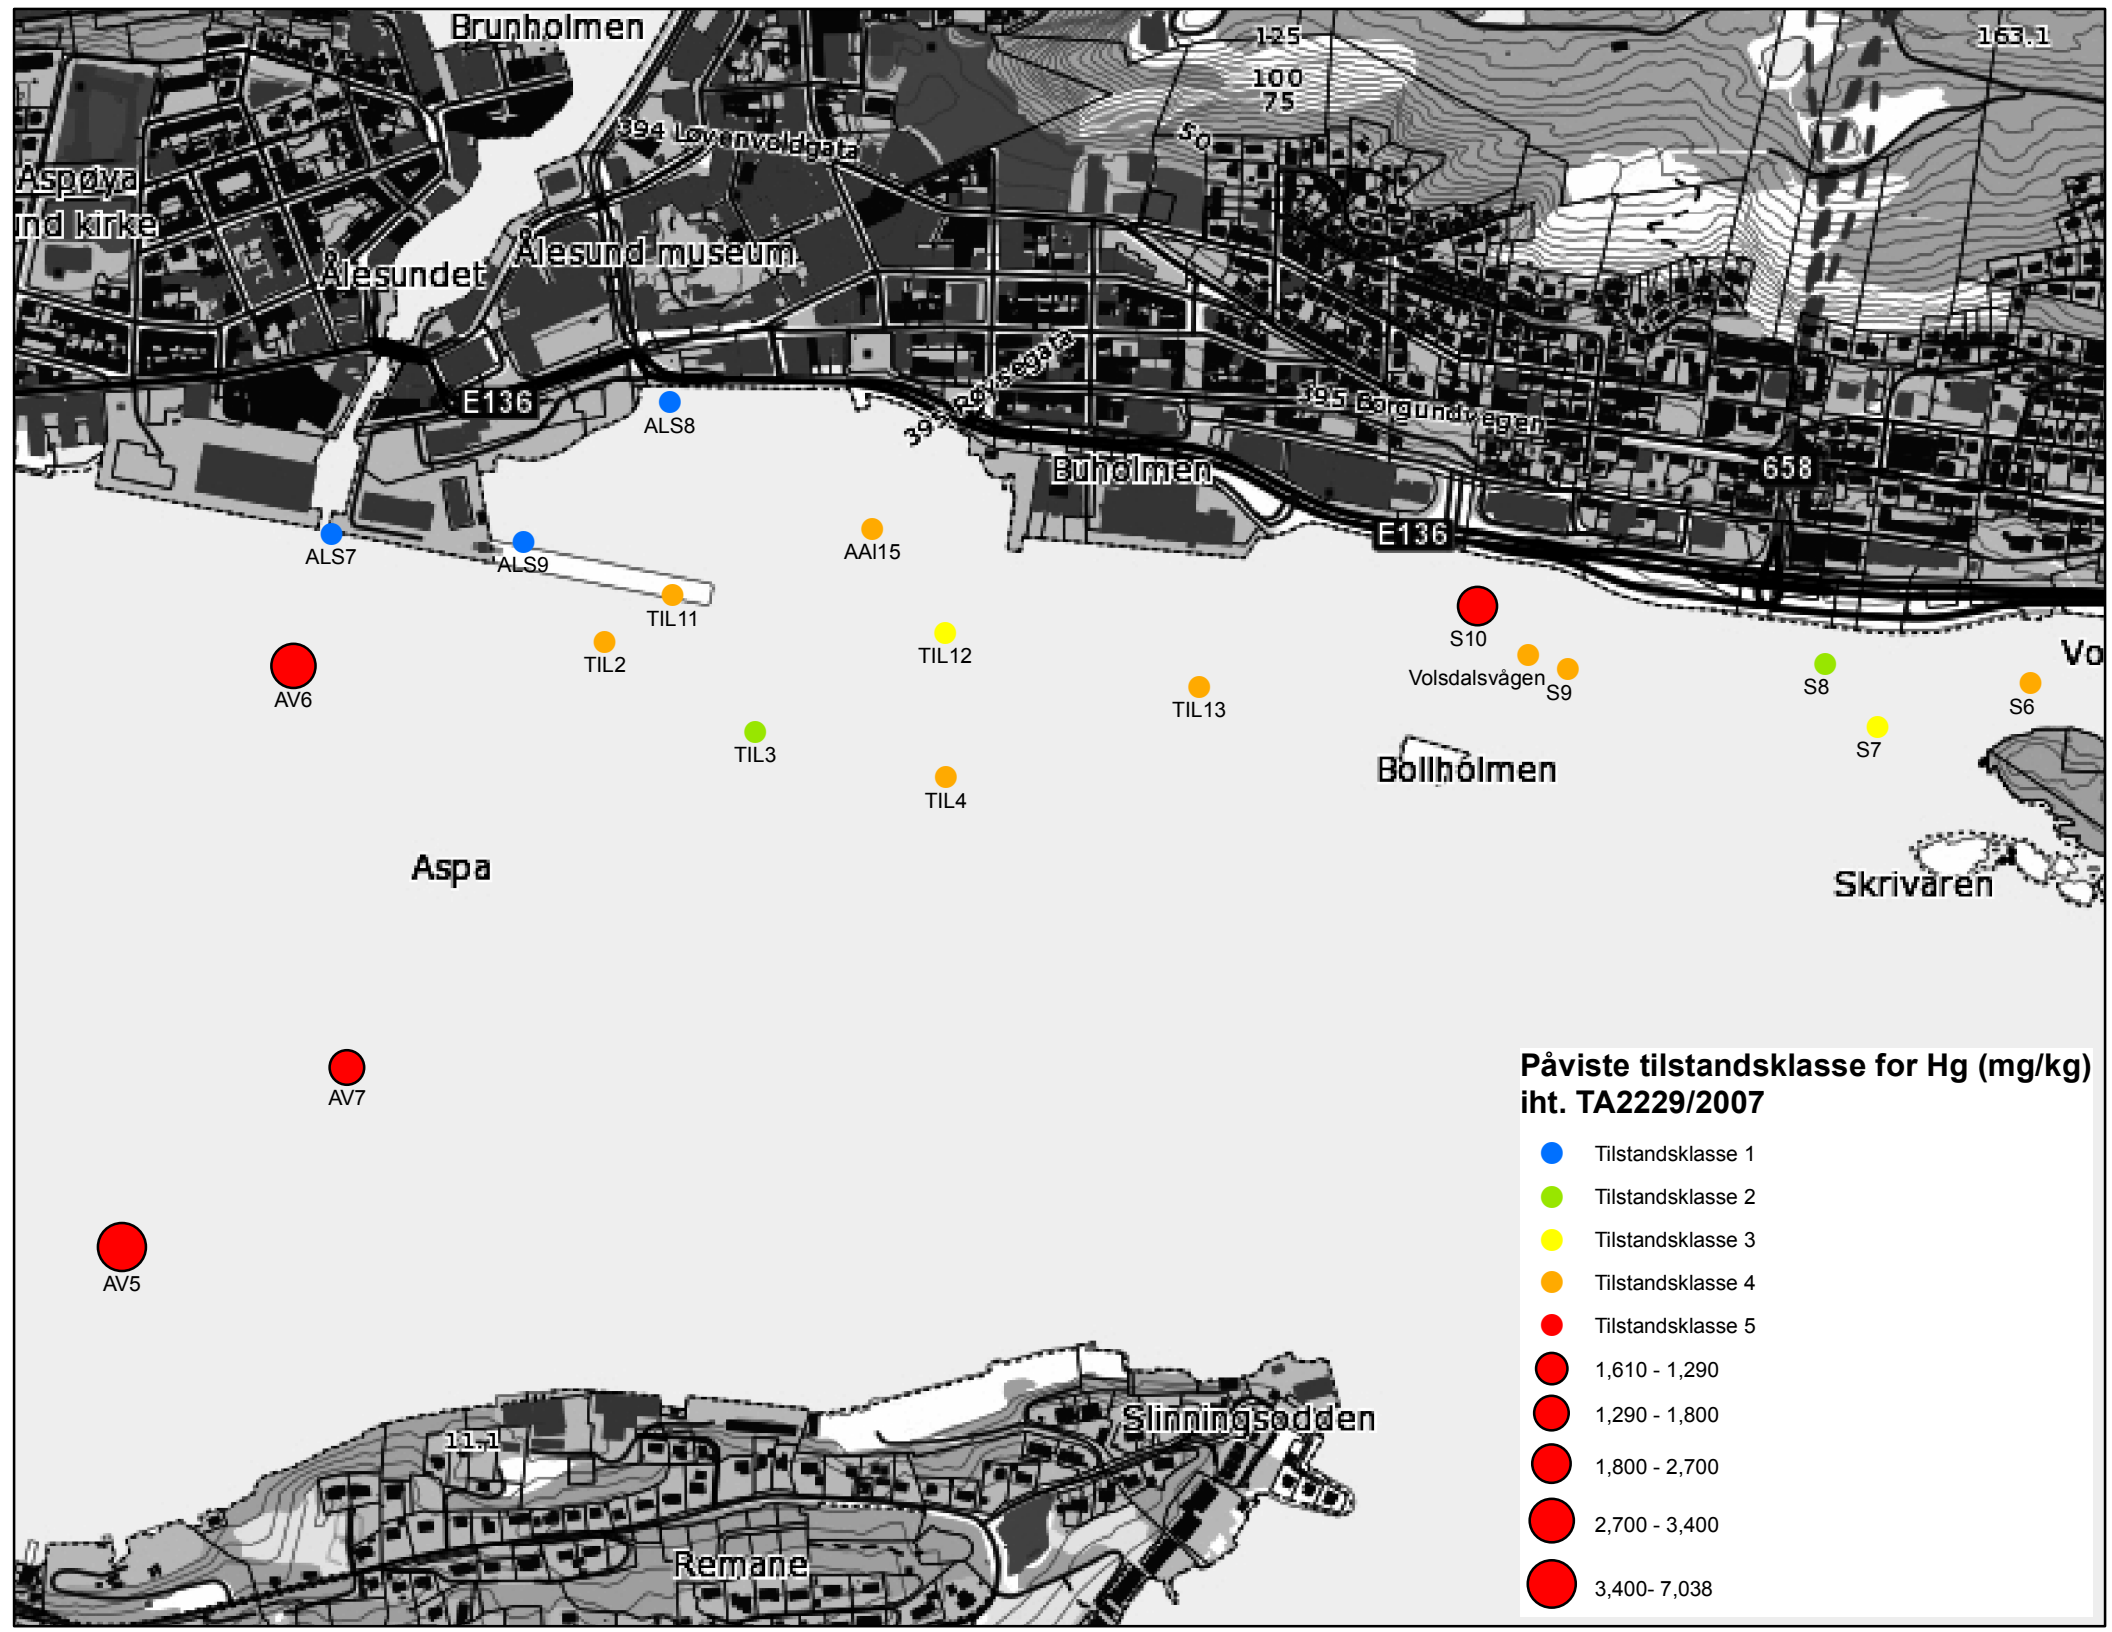 Brunholmen
125
163.1
100
75
394 Løvenvoldgata
50
Aspøya
und kirke
Ålesund museum
Ålesundet
E136
395 Borgundvegen
ALS8
Buholmen
658
E136
ALS7
ALS9
AAI15
TIL11
S10
TIL2
TIL12
Vo
AV6
Volsdalsvågen
S9
S8
S6
TIL13
TIL3
S7
Bollholmen
TIL4
Aspa
Skrivaren
AV7
AV5
Påviste tilstandsklasse for Hg (mg/kg)
iht. TA2229/2007
Tilstandsklasse 1
Tilstandsklasse 2
Tilstandsklasse 3
Tilstandsklasse 4
Tilstandsklasse 5
1,610 - 1,290
1,290 - 1,800
1,800 - 2,700
2,700 - 3,400
3,400- 7,038
Slinningsodden
11.1
Remane